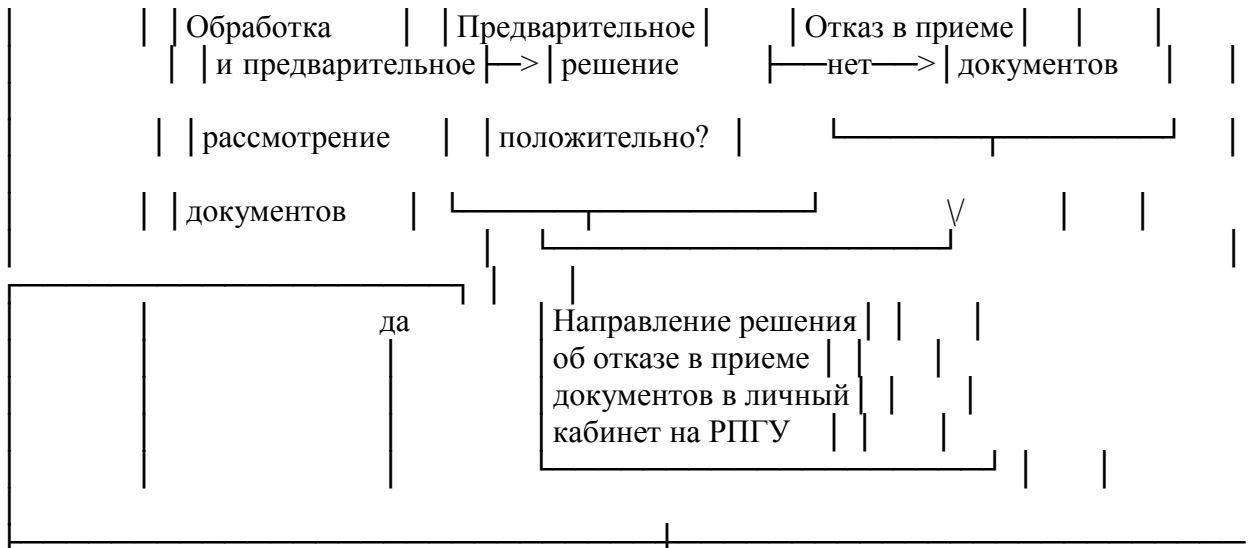 Обработка Предварительное Отказ в приеме
и предварительное —> решение —нет—> документов
рассмотрение положительно?
документов \/
да Направление решения
об отказе в приеме
документов в личный
кабинет на РПГУ